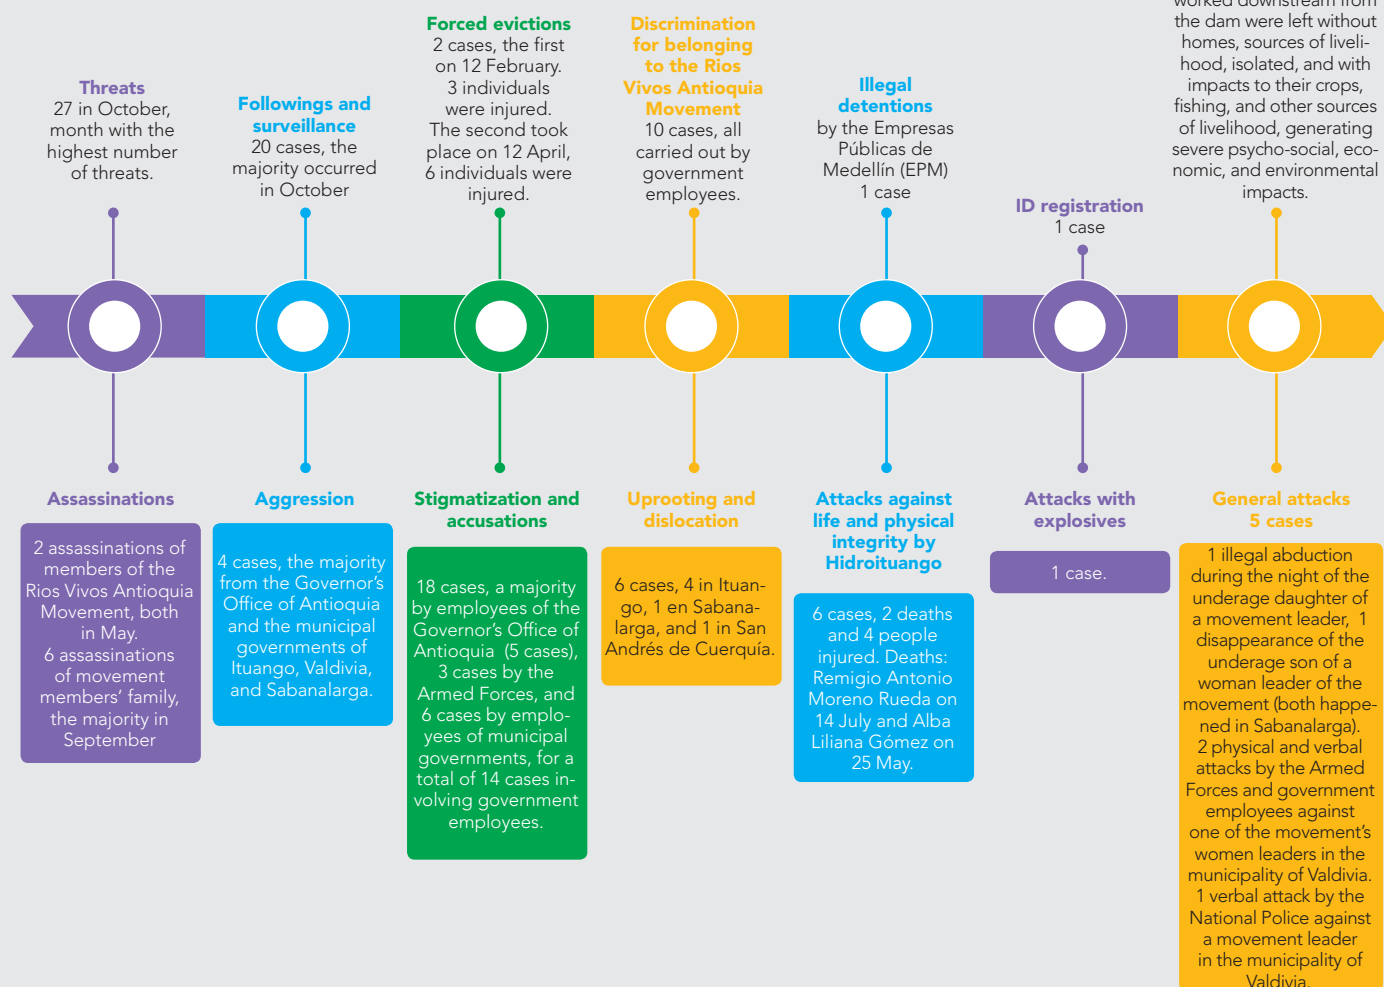 Threats
27 in October,
month with the
highest number
of threats.
Followings and
surveillance
20 cases, the
majority occurred
in October
Forced evictions
2 cases, the first
on 12 February.
3 individuals
were injured.
The second took
place on 12 April,
6 individuals were
injured.
Discrimination
for belonging
to the Rios
Vivos Antioquia
Movement
10 cases, all
carried out by
government
employees.
Illegal
detentions
by the Empresas
Públicas de
Medellín (EPM)
1 case
ID registration
1 case
worked downstream from
the dam were left without
homes, sources of liveli-
hood, isolated, and with
impacts to their crops,
fishing, and other sources
of livelihood, generating
severe psycho-social, eco-
nomic, and environmental
impacts.
Assassinations
2 assassinations of
members of the
Rios Vivos Antioquia
Movement, both
in May.
6 assassinations
of movement
members’ family,
the majority in
September
Aggression
4 cases, the majority
from the Governor’s
Office of Antioquia
and the municipal
governments of
Ituango, Valdivia,
and Sabanalarga.
Stigmatization and
accusations
18 cases, a majority
by employees of the
Governor’s Office of
Antioquia (5 cases),
3 cases by the
Armed Forces, and
6 cases by emplo-
yees of municipal
governments, for a
total of 14 cases in-
volving government
employees.
Uprooting and
dislocation
6 cases, 4 in Ituan-
go, 1 en Sabana-
larga, and 1 in San
Andrés de Cuerquía.
Attacks against
life and physical
integrity by
Hidroituango
6 cases, 2 deaths
and 4 people
injured. Deaths:
Remigio Antonio
Moreno Rueda on
14 July and Alba
Liliana Gómez on
25 May.
Attacks with
explosives
1 case.
General attacks
5 cases
1 illegal abduction
during the night of the
underage daughter of
a movement leader, 1
disappearance of the
underage son of a
woman leader of the
movement (both happe-
ned in Sabanalarga).
2 physical and verbal
attacks by the Armed
Forces and government
employees against
one of the movement’s
women leaders in the
municipality of Valdivia.
1 verbal attack by the
National Police against
a movement leader
in the municipality of
Valdivia.